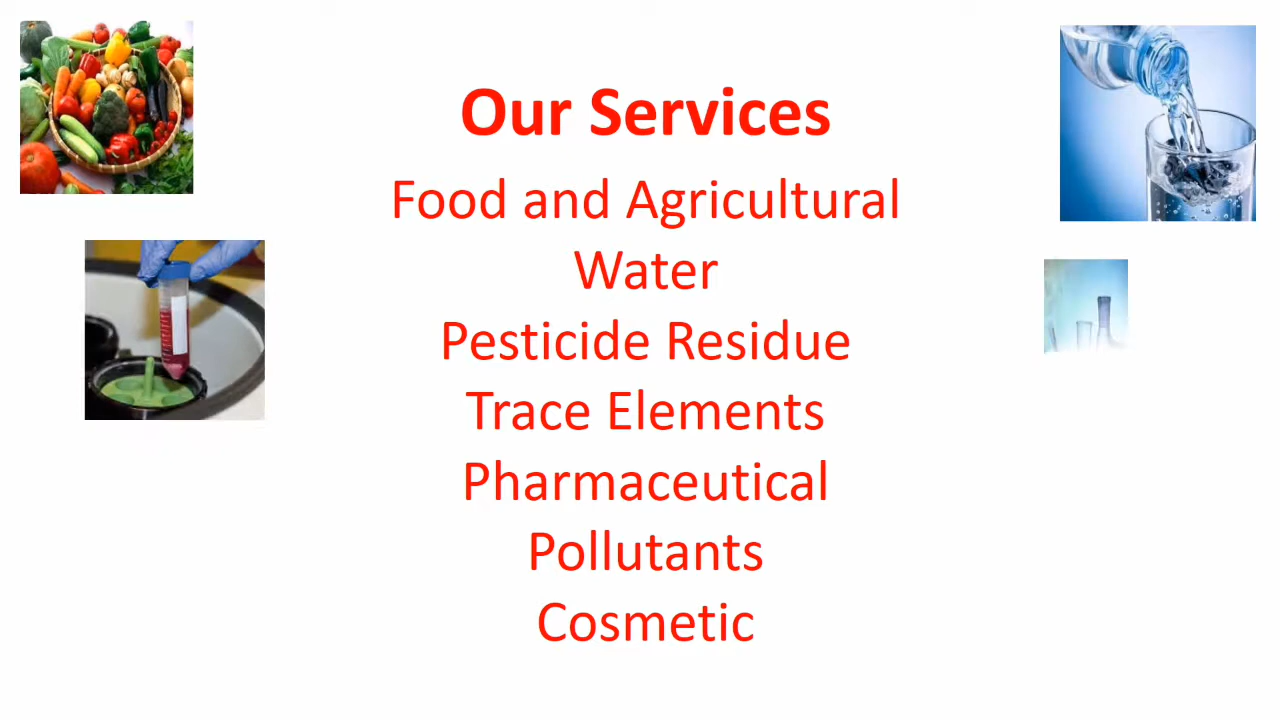 Our Services
Food and Agricultural
Water
Pesticide Residue
Trace Elements
Pharmaceutical
Pollutants
Cosmetic